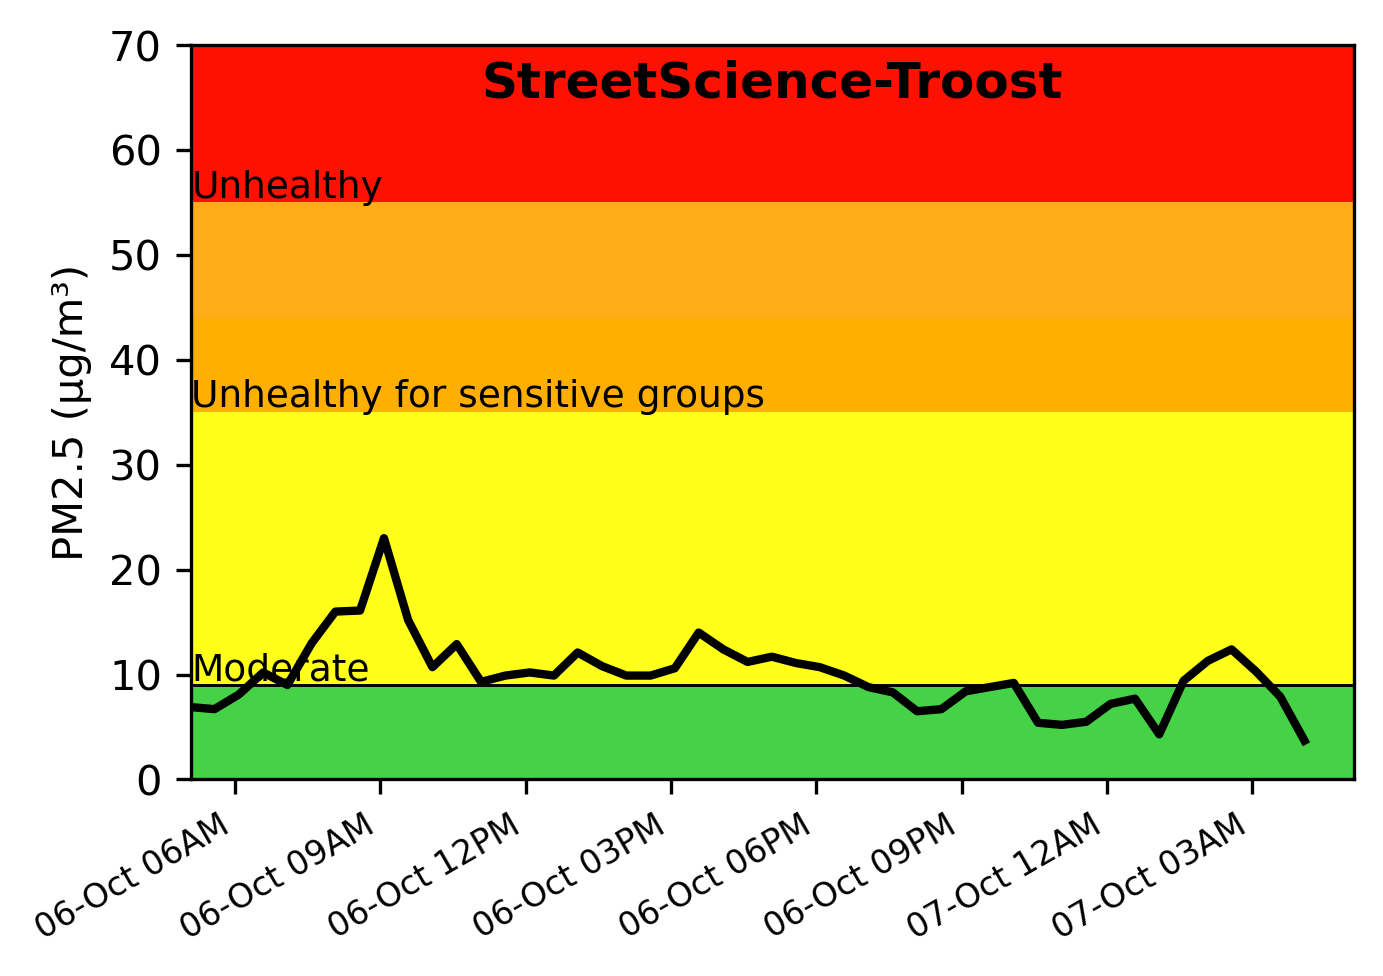 StreetScience-Troost
70
60
50
40
30
20
10
0
PM2.5 (µg/m³)
Unhealthy
Unhealthy for sensitive groups
Moderate
06-Oct 06AM
06-Oct 09AM
06-Oct 12PM
06-Oct 03PM
06-Oct 06PM
06-Oct 09PM
07-Oct 12AM
07-Oct 03AM